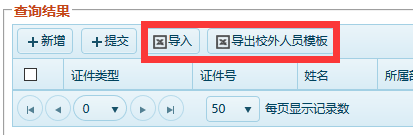 查询结果
新增 提交 导入 导出校外人员模板
证件类型 证件号 姓名 所属
0 50 每页显示记录数